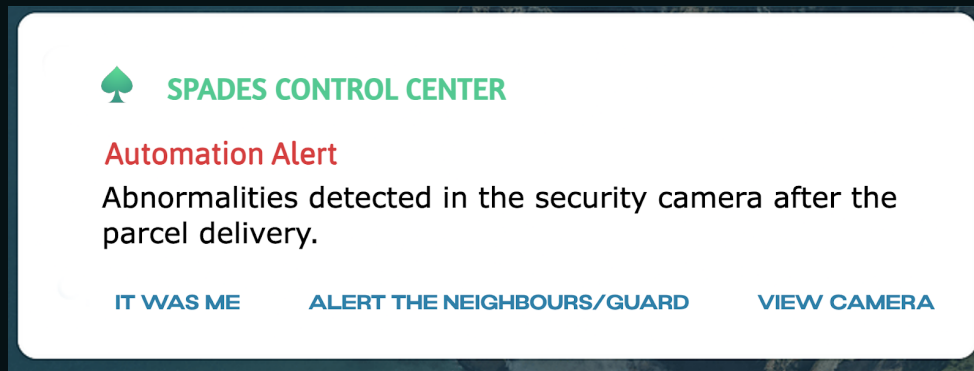 SPADES CONTROL CENTER
Automation Alert
Abnormalities detected in the security camera after the
parcel delivery.
IT WAS ME ALERT THE NEIGHBOURS/GUARD VIEW CAMERA